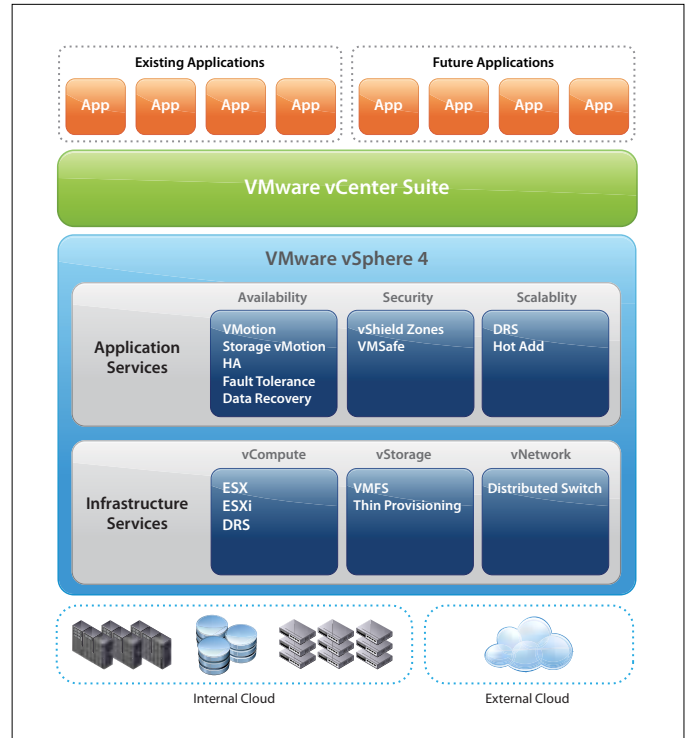 Existing Applications
Future Applications
App
App
App
App
App
App
App
App
VMware vCenter Suite
VMware vSphere 4
Application
Services
Availability
VMotion
Storage vMotion
HA
Fault Tolerance
Data Recovery
Security
vShield Zones
VMSafe
Scalablity
DRS
Hot Add
Infrastructure
Services
vCompute
ESX
ESXi
DRS
vStorage
VMFS
Thin Provisioning
vNetwork
Distributed Switch
Internal Cloud
External Cloud